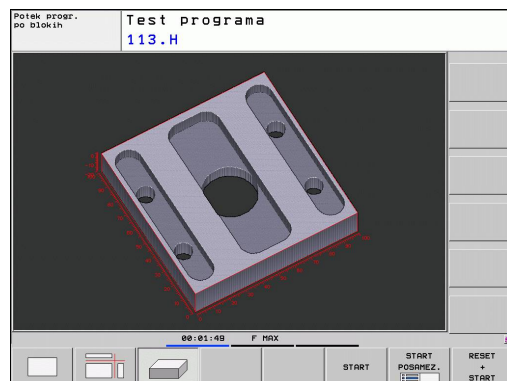 Potek progr.
po blokih
Test programa
113.H
00:01:49 F MAX
START
START
POSAMEZ.
RESET
+
START